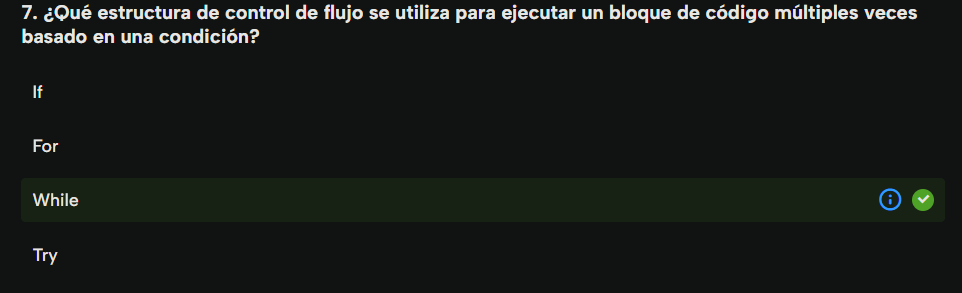 7. ¿Qué estructura de control de flujo se utiliza para ejecutar un bloque de código múltiples veces
basado en una condición?
If
For
While
Try